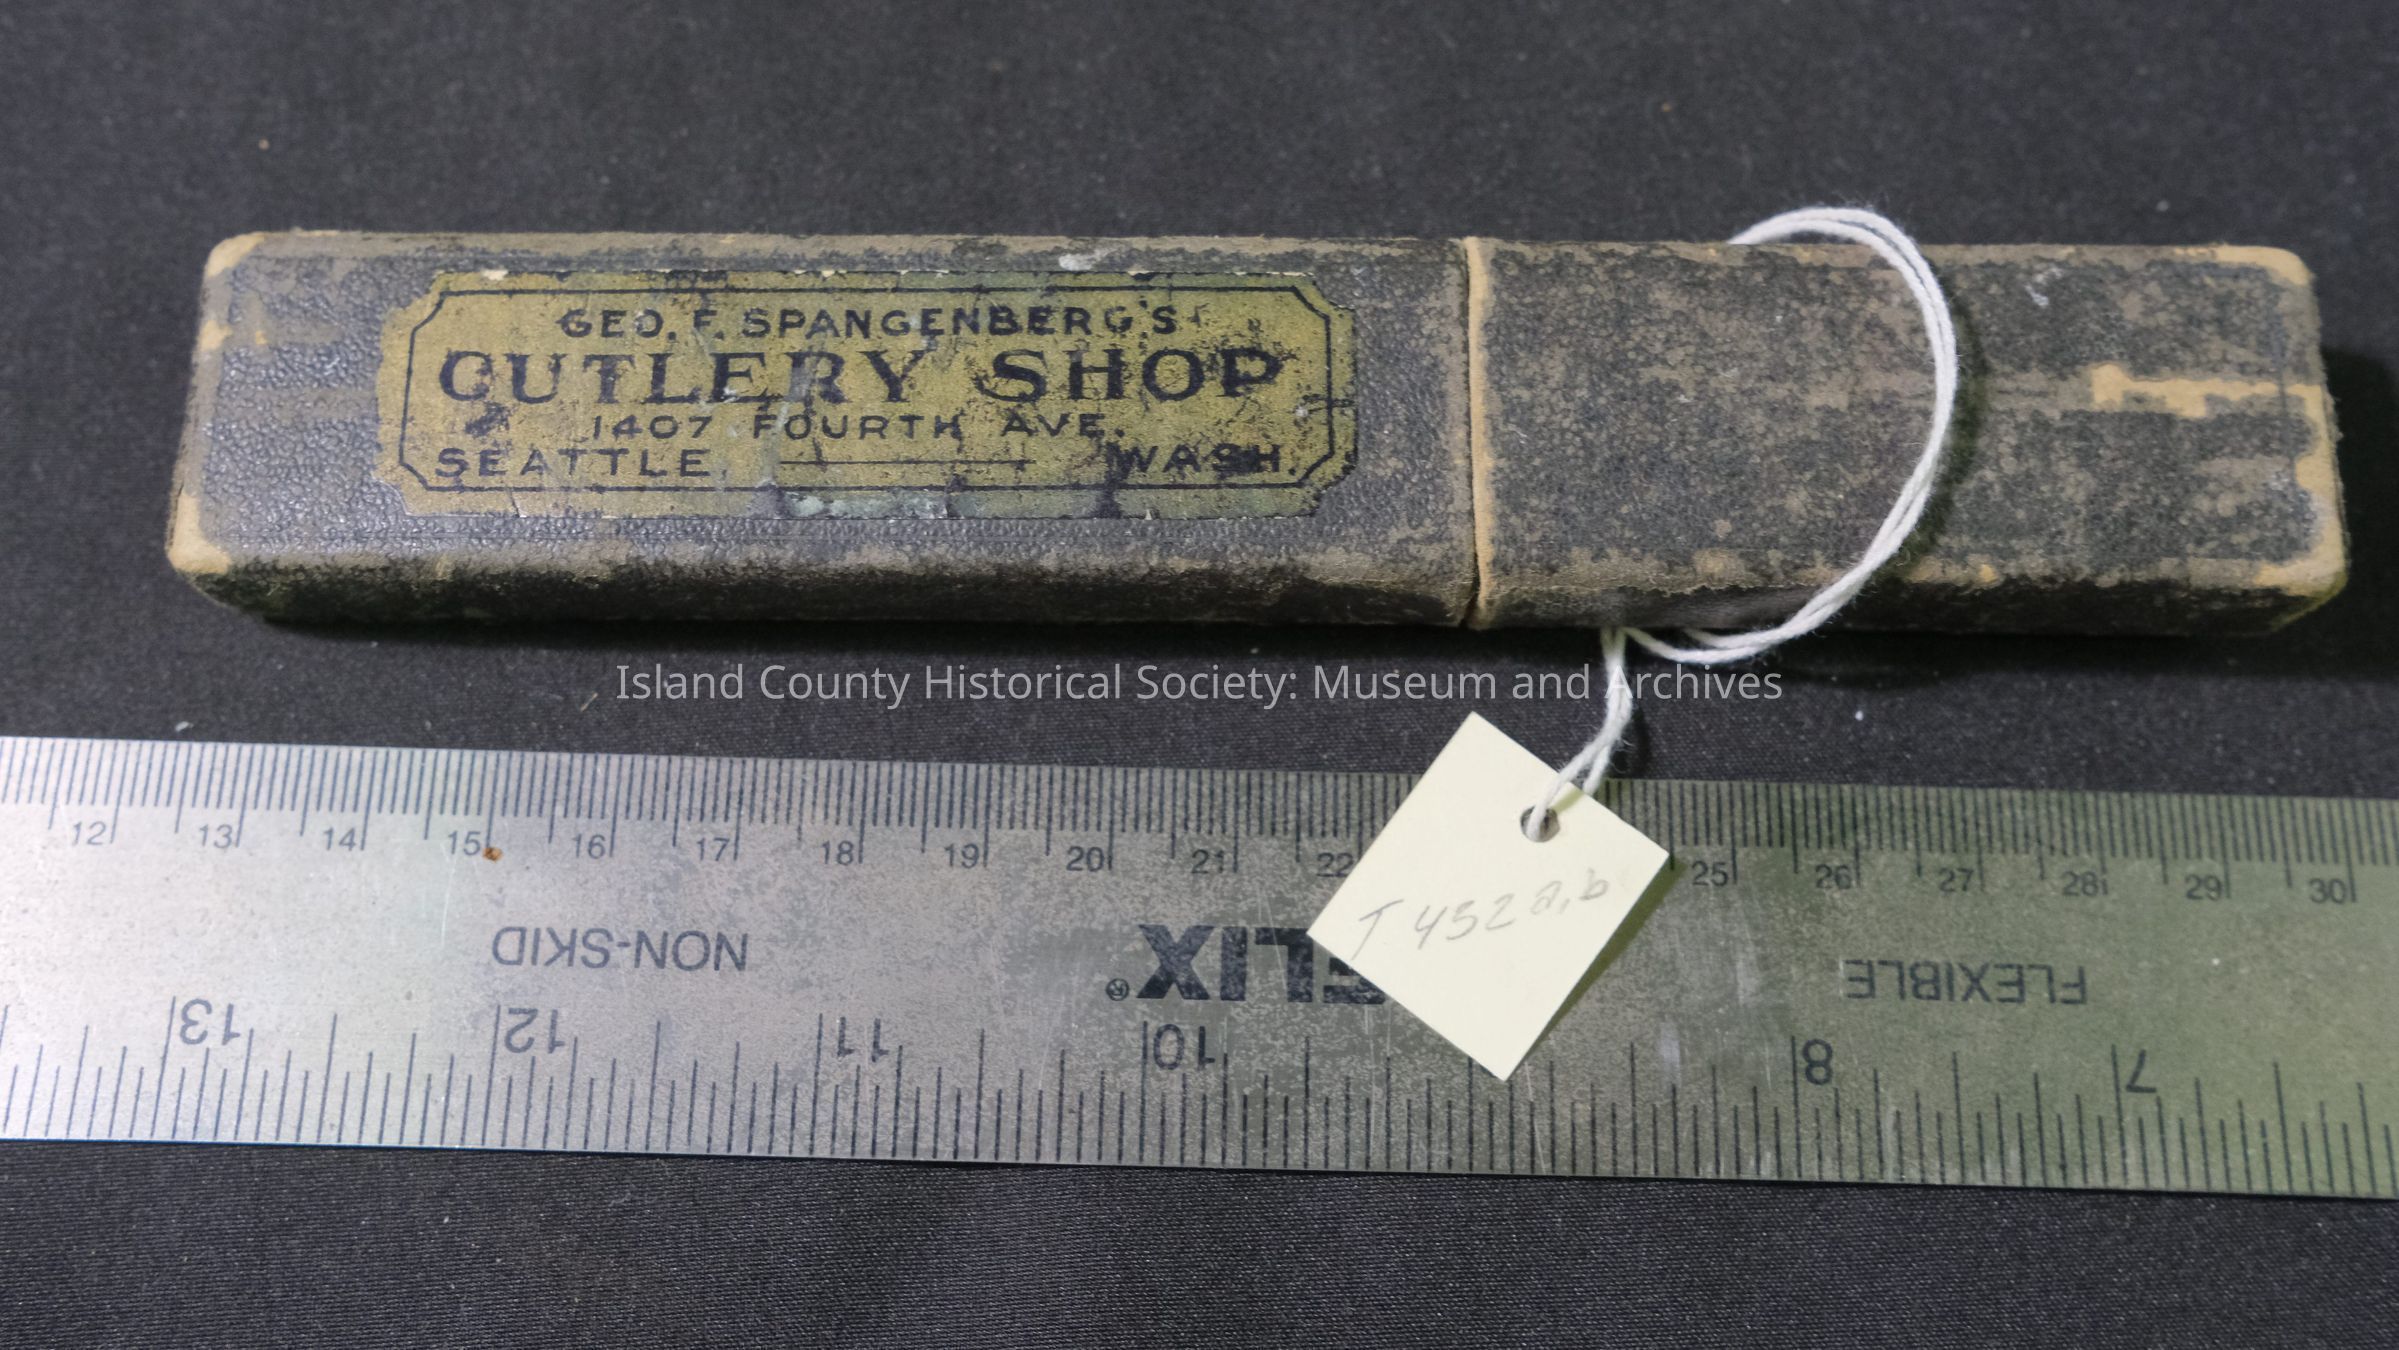 GEO. F. SPANGENBERG'S
CUTLERY SHOP
1407 FOURTH AVE.
SEATTLE, WASH.
Island County Historical Society: Museum and Archives
T 452 a,b
12 13 14 15 16 17 18 19 20 21 22 25 26 27 28 29 30
NON-SKID
FLEXIBLE
13 12 11 10 8 7